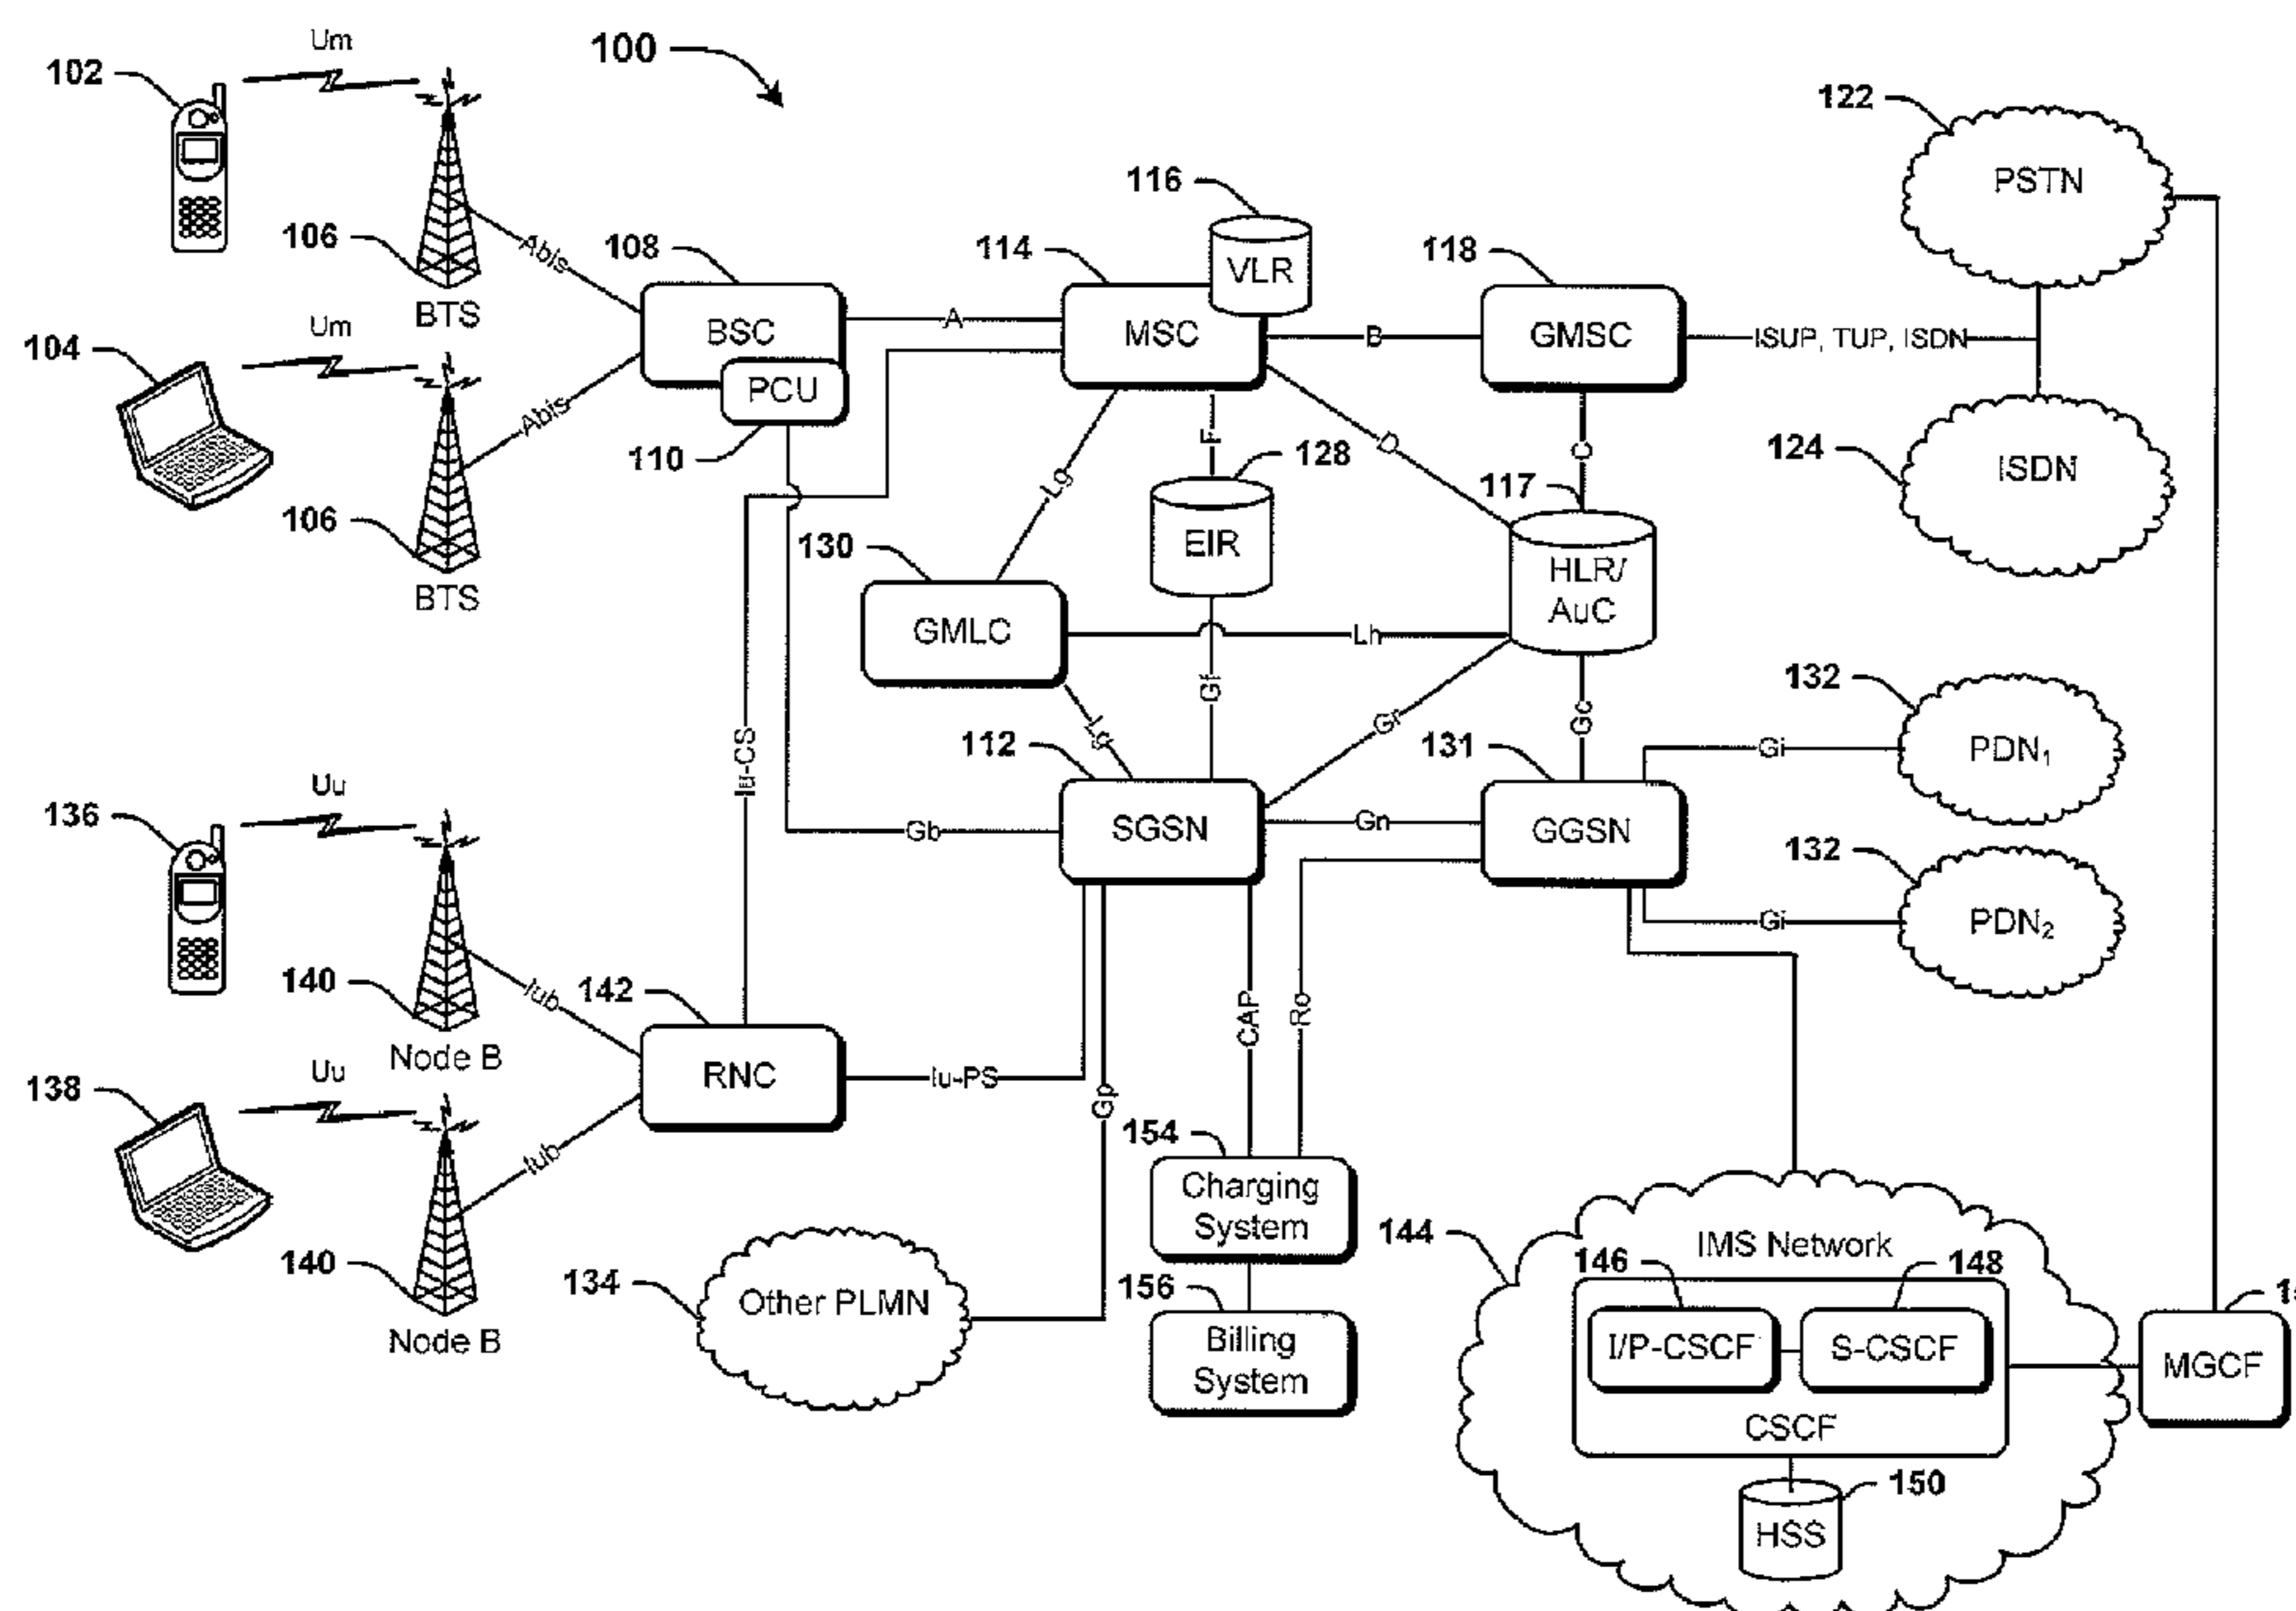 100
102
Um
106
BTS
104
Um
106
BTS
Abis
Abis
108
BSC
PCU
110
A
114
MSC
116
VLR
B
118
GMSC
ISUP, TUP, ISDN
122
PSTN
124
ISDN
Lg
F
128
EIR
D
C
117
HLR/
AuC
130
GMLC
Lh
Lg
Gf
Gr
Gc
Iu-CS
Gb
112
SGSN
Gn
131
GGSN
Gi
132
PDN1
Gi
132
PDN2
136
Uu
140
Node B
138
Uu
140
Node B
Iub
Iub
142
RNC
Iu-PS
Gp
CAP
Ro
134
Other PLMN
154
Charging
System
156
Billing
System
144
IMS Network
146
I/P-CSCF
148
S-CSCF
CSCF
150
HSS
MGCF